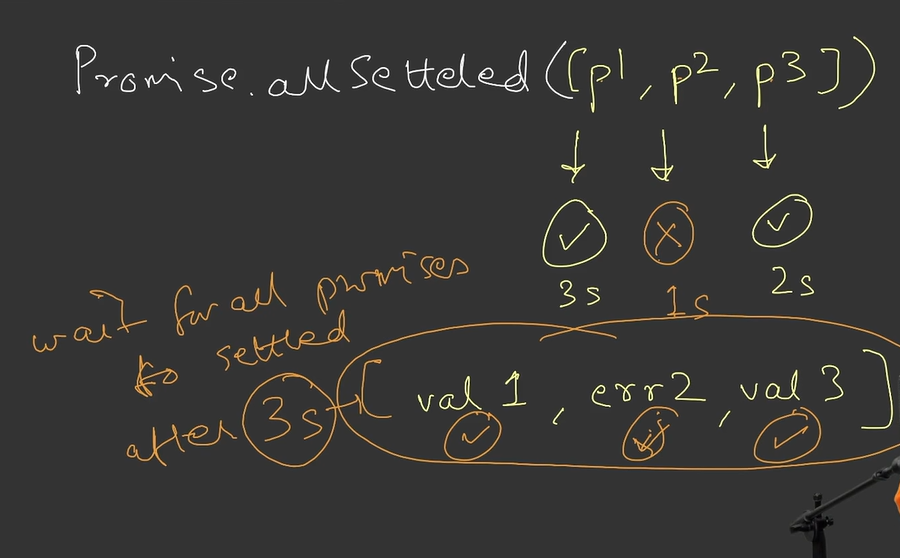 Promise.allSetteled([p1, p2, p3])
3s 1s 2s
wait for all promises
to settled
after 3s → [val 1, err2, val 3]